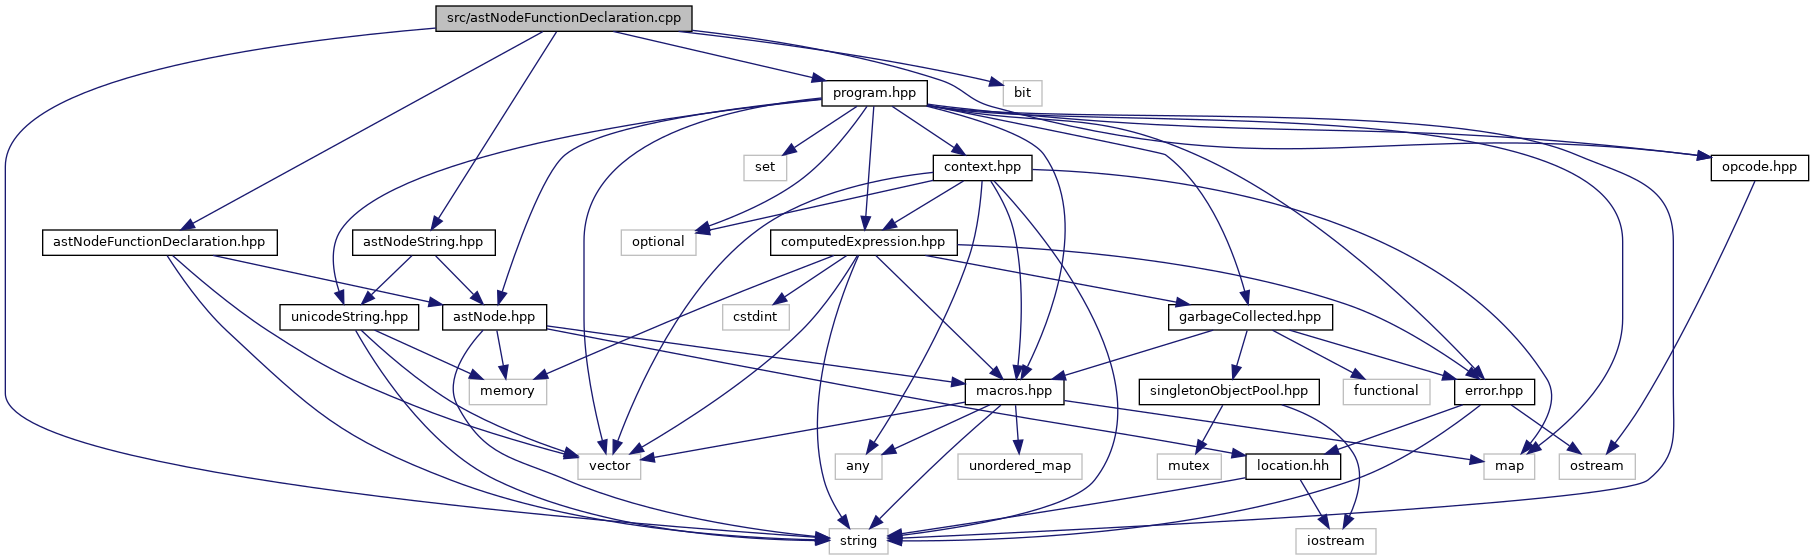 src/astNodeFunctionDeclaration.cpp
program.hpp
bit
set
context.hpp
opcode.hpp
astNodeFunctionDeclaration.hpp
astNodeString.hpp
optional
computedExpression.hpp
unicodeString.hpp
astNode.hpp
cstdint
garbageCollected.hpp
memory
macros.hpp
singletonObjectPool.hpp
functional
error.hpp
vector
any
unordered_map
mutex
location.hh
map
ostream
string
iostream